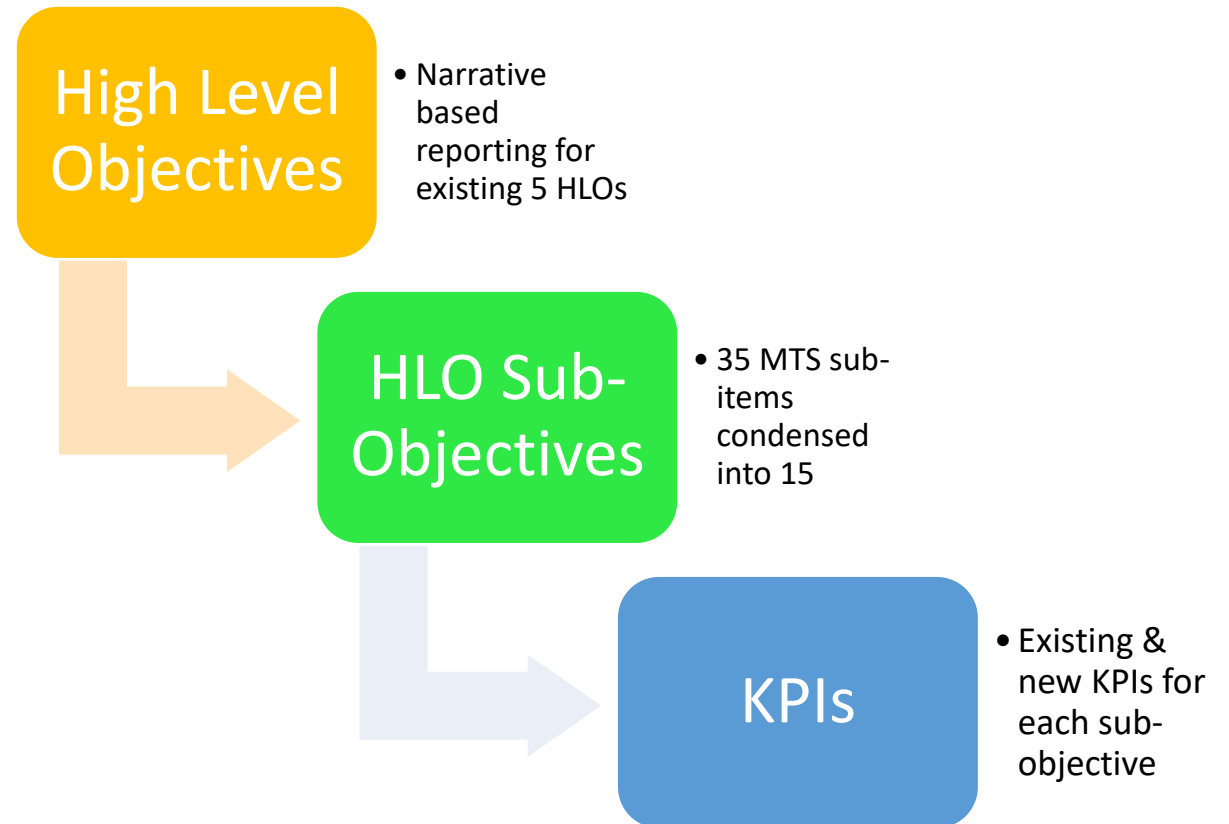 High Level
Objectives
• Narrative
based
reporting for
existing 5 HLOs
HLO Sub-
Objectives
• 35 MTS sub-
items
condensed
into 15
KPIs
• Existing &
new KPIs for
each sub-
objective